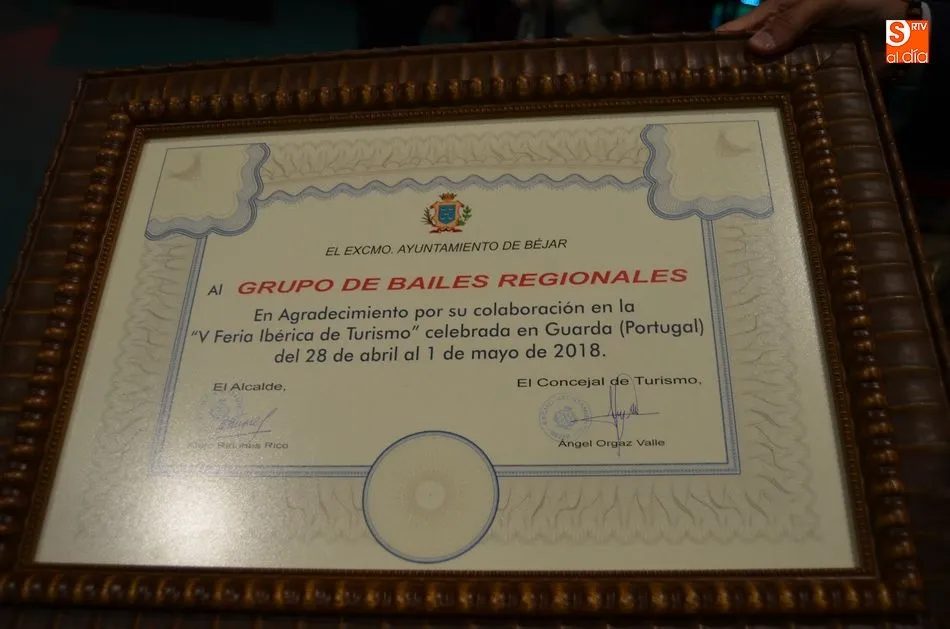 S RTV
al día
EL EXCMO. AYUNTAMIENTO DE BÉJAR
Al GRUPO DE BAILES REGIONALES
En Agradecimiento por su colaboración en la
"V Feria Ibérica de Turismo" celebrada en Guarda (Portugal)
del 28 de abril al 1 de mayo de 2018.
El Alcalde,
El Concejal de Turismo,
Rico
Ángel Orgaz Valle